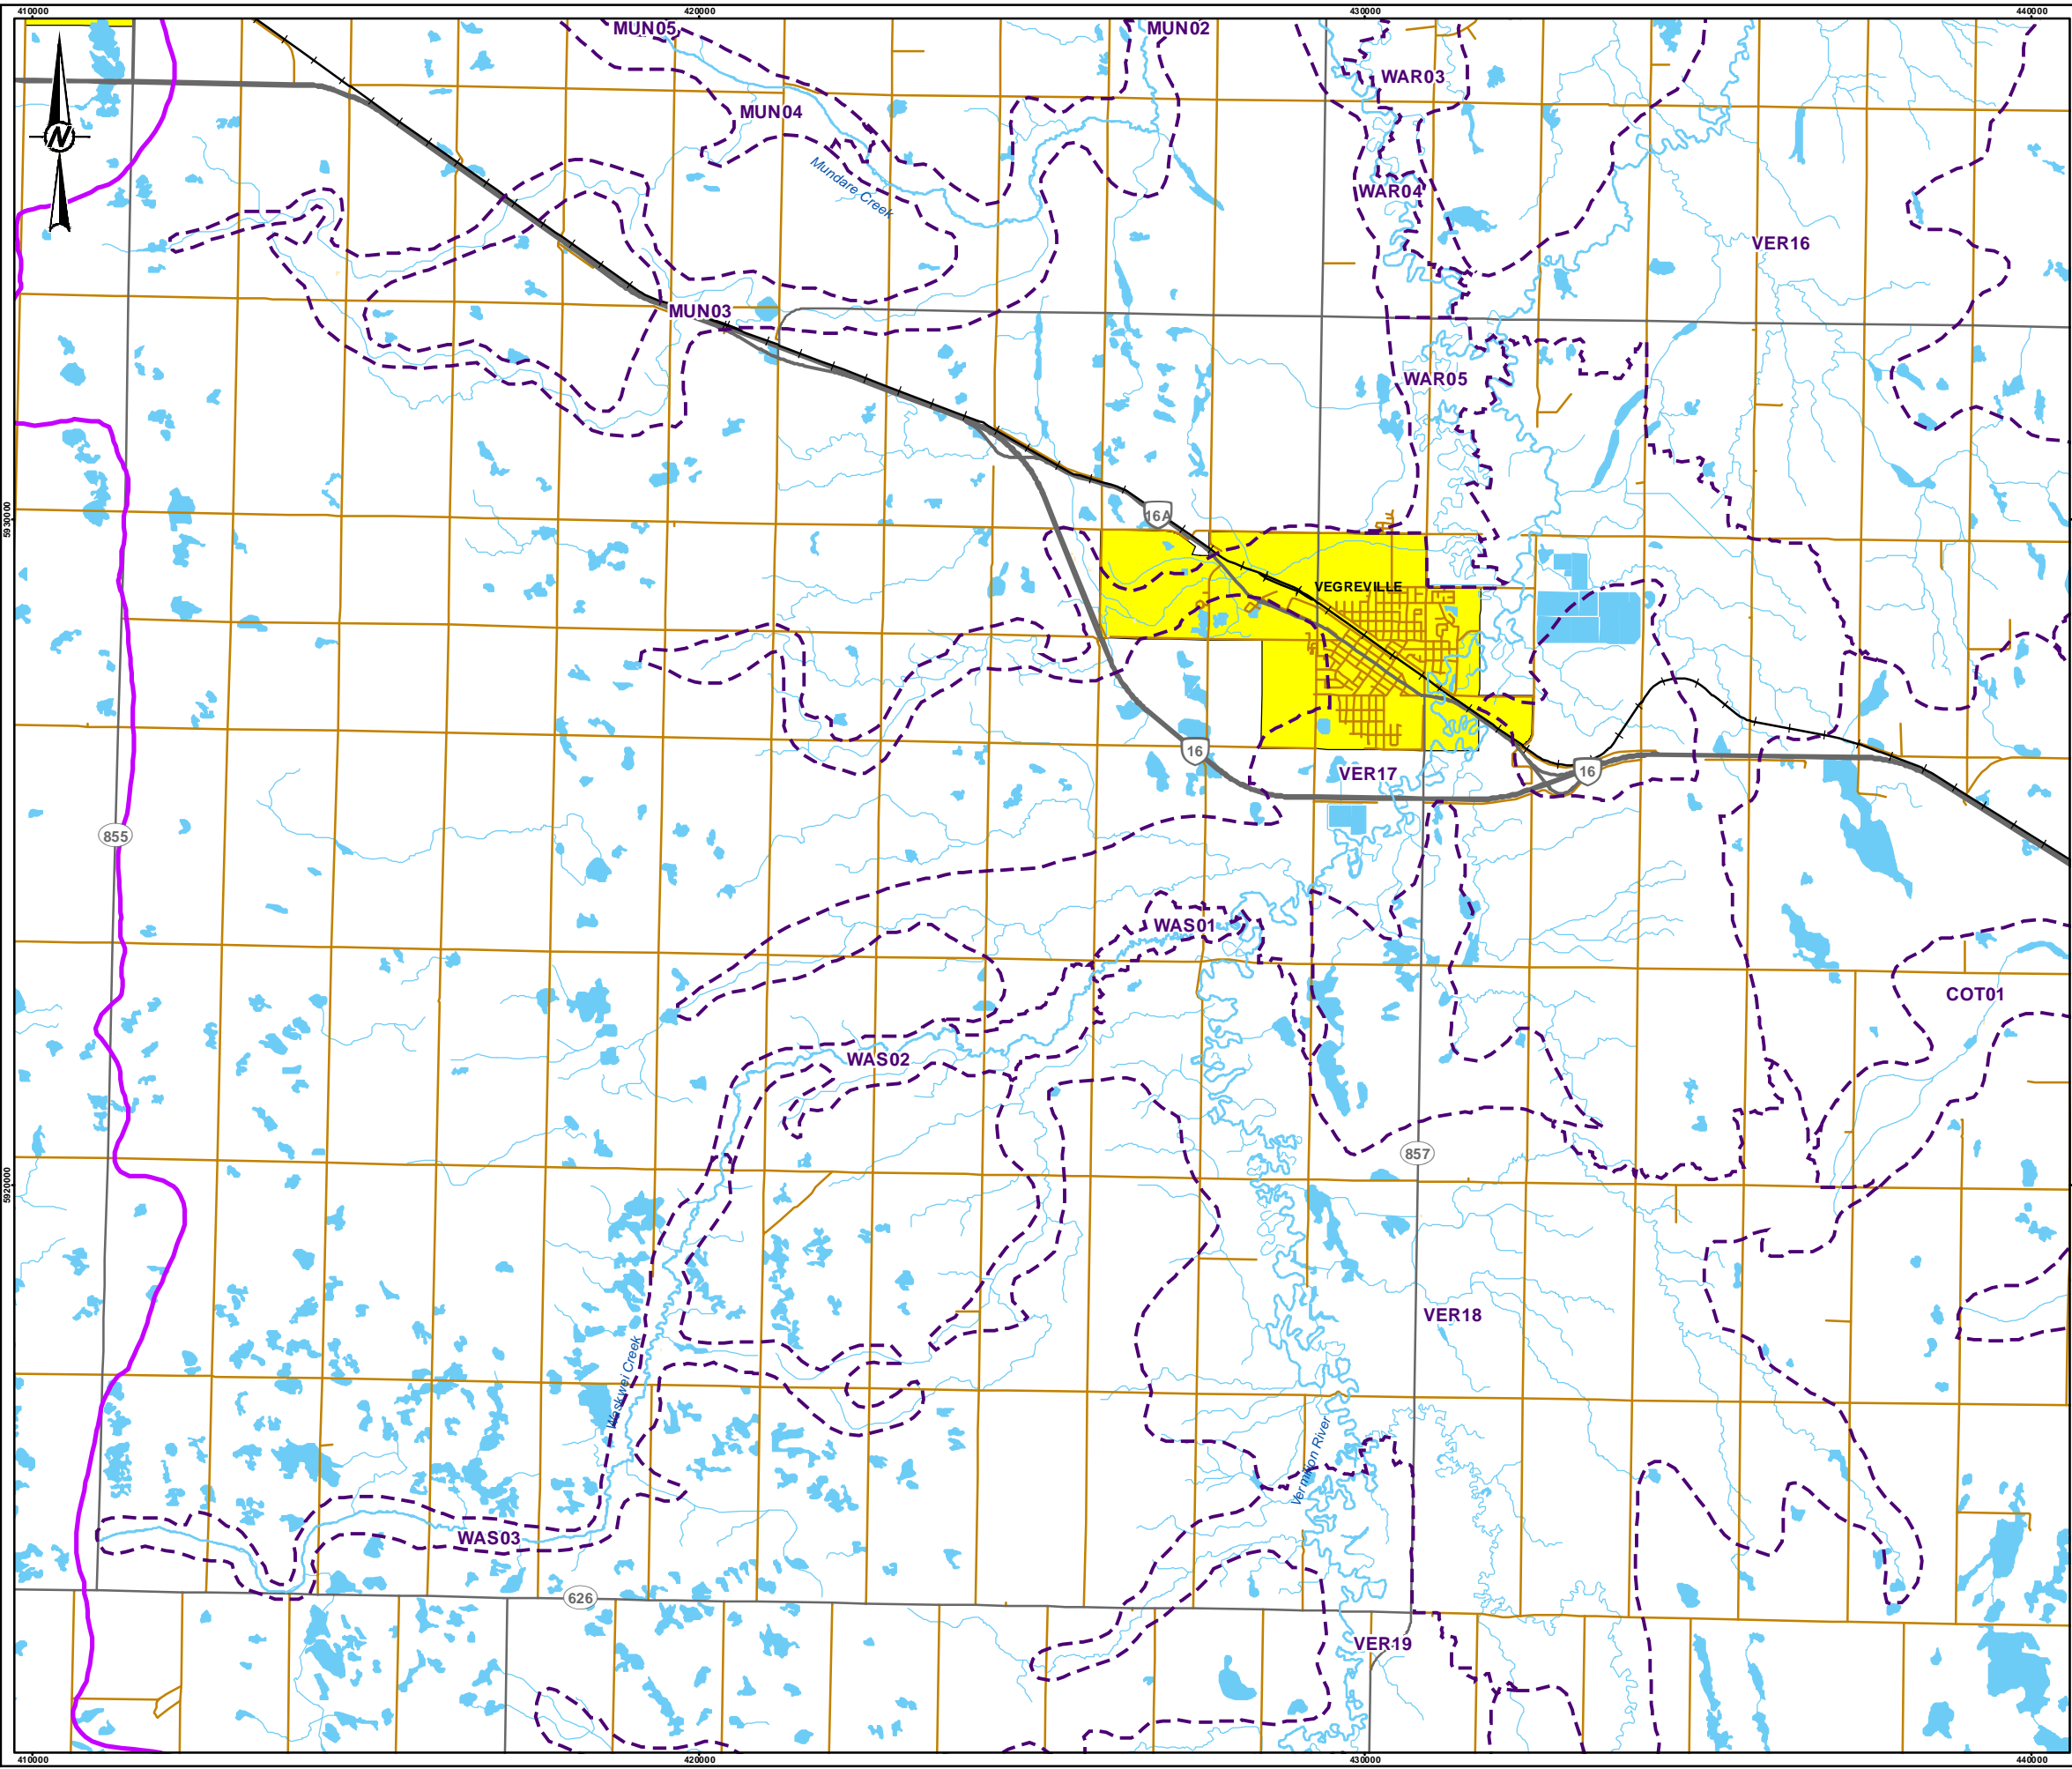 410000
420000
430000
440000
MUN05
MUN02
WAR03
MUN04
N
Mundare Creek
WAR04
VER16
MUN03
WAR05
5930000
16A
VEGREVILLE
16
16
VER17
855
WAS01
COT01
WAS02
857
5920000
VER18
Waskwei Creek
Vermilion River
WAS03
626
VER19
410000
420000
430000
440000